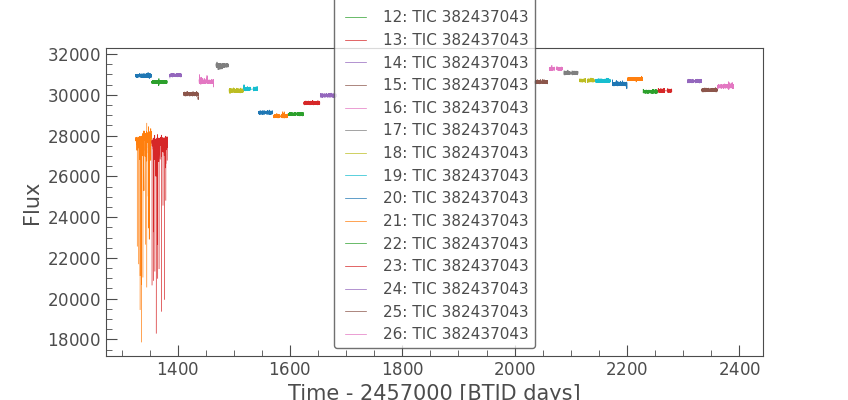 12: TIC 382437043
13: TIC 382437043
14: TIC 382437043
15: TIC 382437043
16: TIC 382437043
17: TIC 382437043
18: TIC 382437043
19: TIC 382437043
20: TIC 382437043
21: TIC 382437043
22: TIC 382437043
23: TIC 382437043
24: TIC 382437043
25: TIC 382437043
26: TIC 382437043
32000
30000
28000
26000
24000
22000
20000
18000
Flux
1400 1600 1800 2000 2200 2400
Time - 2457000 [BTJD days]